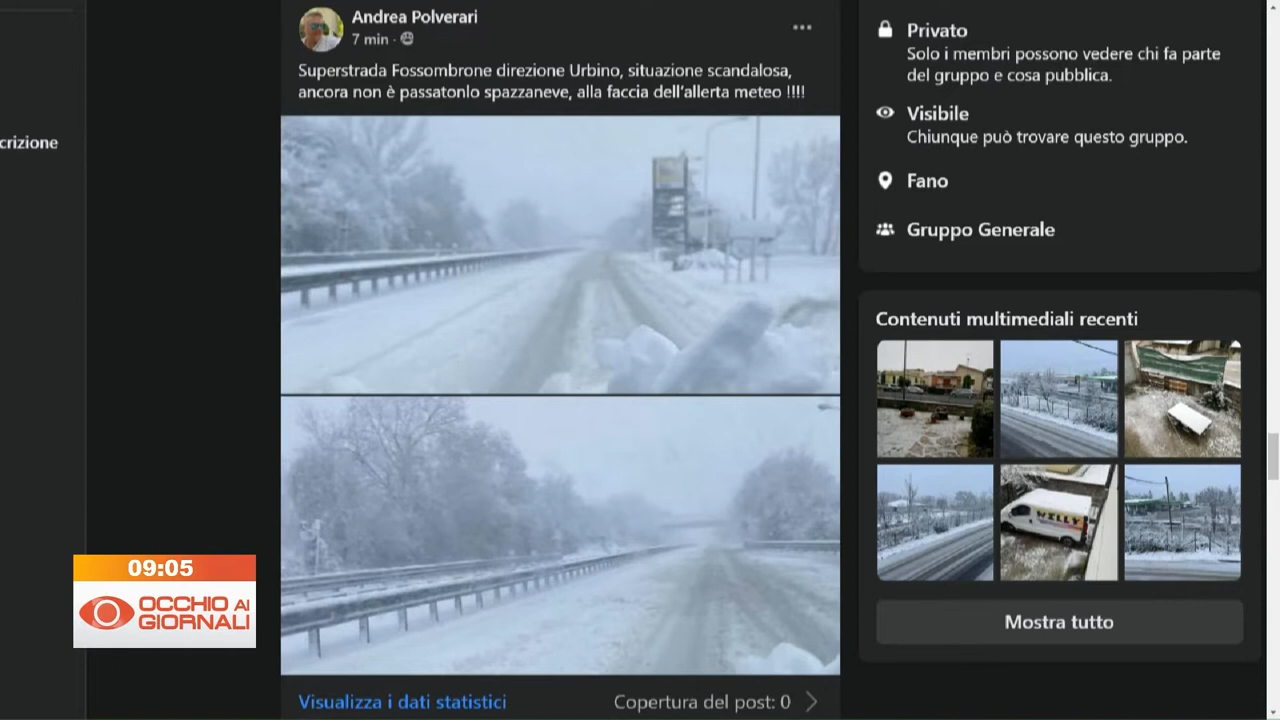 crizione
Andrea Polverari
7 min ·
Superstrada Fossombrone direzione Urbino, situazione scandalosa,
ancora non è passatonlo spazzaneve, alla faccia dell'allerta meteo !!!!
Visualizza i dati statistici
Copertura del post: 0
Privato
Solo i membri possono vedere chi fa parte
del gruppo e cosa pubblica.
Visibile
Chiunque può trovare questo gruppo.
Fano
Gruppo Generale
Contenuti multimediali recenti
WILLY
Mostra tutto
09:05
OCCHIO AI
GIORNALI